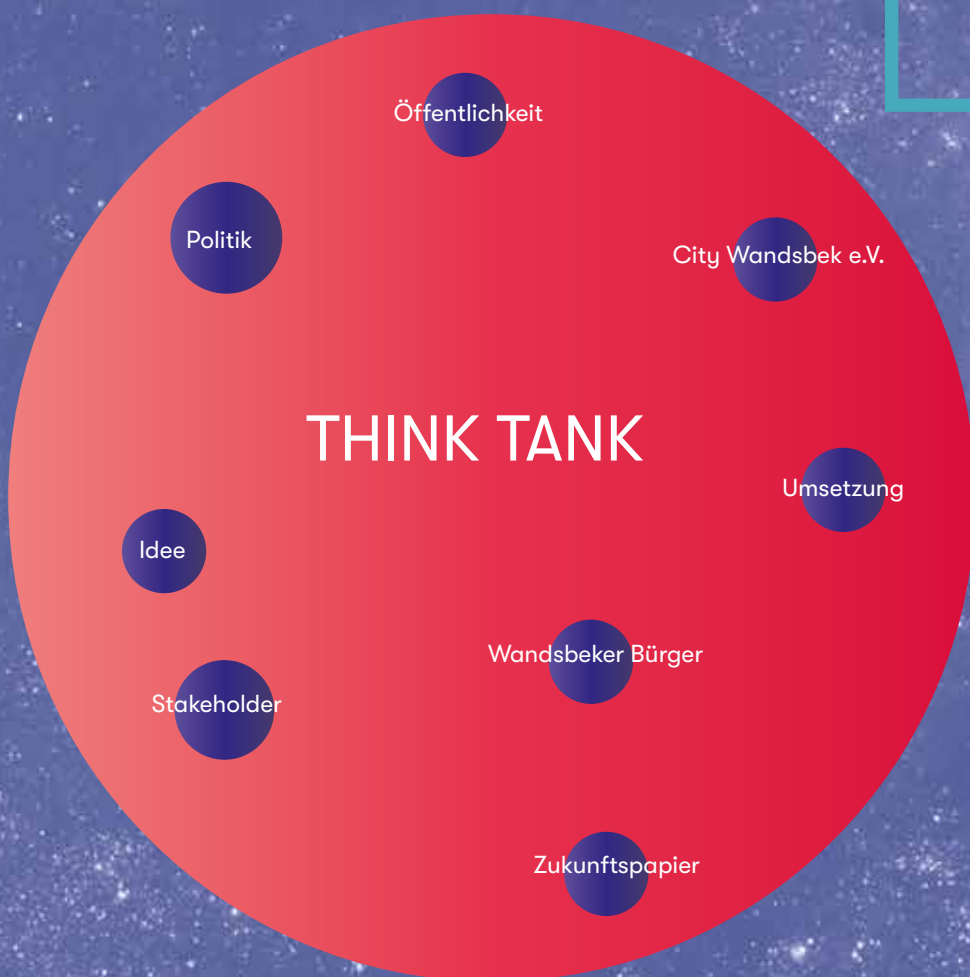 Öffentlichkeit
Politik
City Wandsbek e.V.
THINK TANK
Umsetzung
Idee
Wandsbeker Bürger
Stakeholder
Zukunftspapier